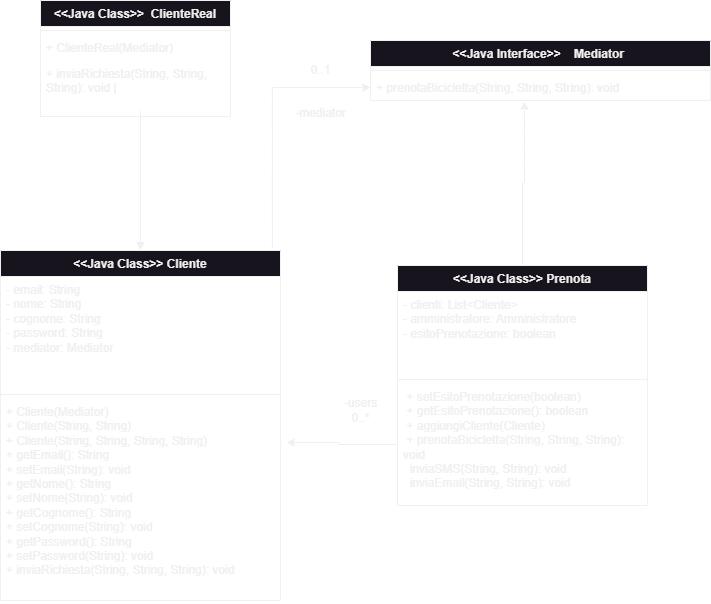 <<Java Class>> ClienteReal
+ ClienteReal(Mediator)
+ inviaRichiesta(String, String,
String): void |
<<Java Interface>> Mediator
+ prenotaBicicletta(String, String, String): void
0..1
-mediator
<<Java Class>> Cliente
- email: String
- nome: String
- cognome: String
- password: String
- mediator: Mediator
+ Cliente(Mediator)
+ Cliente(String, String)
+ Cliente(String, String, String, String)
+ getEmail(): String
+ setEmail(String): void
+ getNome(): String
+ setNome(String): void
+ getCognome(): String
+ setCognome(String): void
+ getPassword(): String
+ setPassword(String): void
+ inviaRichiesta(String, String, String): void
-users
0..*
<<Java Class>> Prenota
- clienti: List<Cliente>
- amministratore: Amministratore
- esitoPrenotazione: boolean
+ setEsitoPrenotazione(boolean)
+ getEsitoPrenotazione(): boolean
+ aggiungiCliente(Cliente)
+ prenotaBicicletta(String, String, String):
void
inviaSMS(String, String): void
inviaEmail(String, String): void